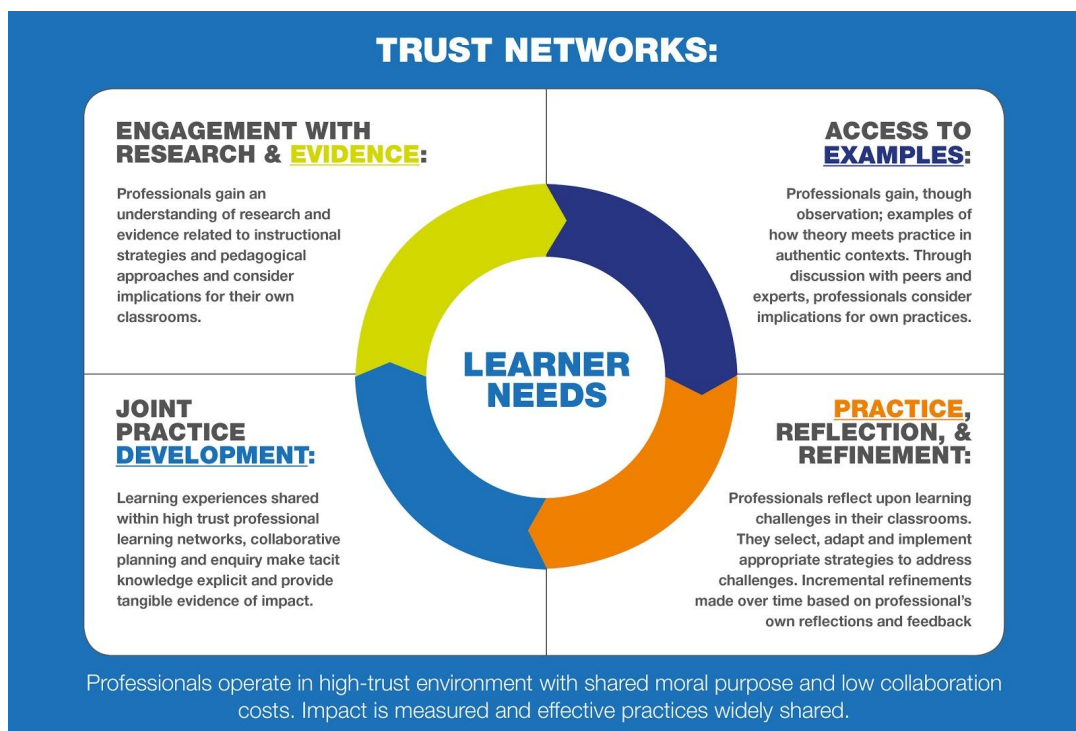 TRUST NETWORKS:
ENGAGEMENT WITH
RESEARCH & EVIDENCE:
Professionals gain an
understanding of research and
evidence related to instructional
strategies and pedagogical
approaches and consider
implications for their own
classrooms.
ACCESS TO
EXAMPLES:
Professionals gain, though
observation; examples of
how theory meets practice in
authentic contexts. Through
discussion with peers and
experts, professionals consider
implications for own practices.
LEARNER
NEEDS
JOINT
PRACTICE
DEVELOPMENT:
Learning experiences shared
within high trust professional
learning networks, collaborative
planning and enquiry make tacit
knowledge explicit and provide
tangible evidence of impact.
PRACTICE,
REFLECTION, &
REFINEMENT:
Professionals reflect upon learning
challenges in their classrooms.
They select, adapt and implement
appropriate strategies to address
challenges. Incremental refinements
made over time based on professional’s
own reflections and feedback
Professionals operate in high-trust environment with shared moral purpose and low collaboration
costs. Impact is measured and effective practices widely shared.